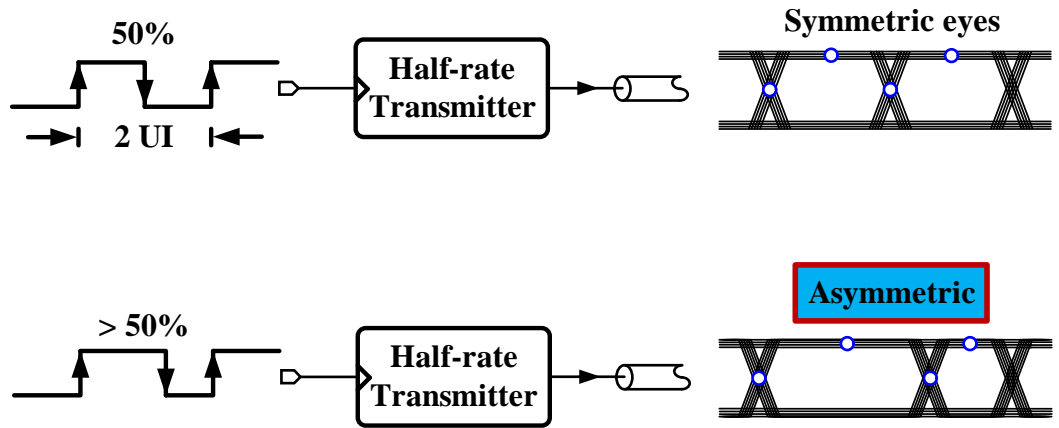 50%
2 UI
Half-rate
Transmitter
Symmetric eyes
> 50%
Half-rate
Transmitter
Asymmetric